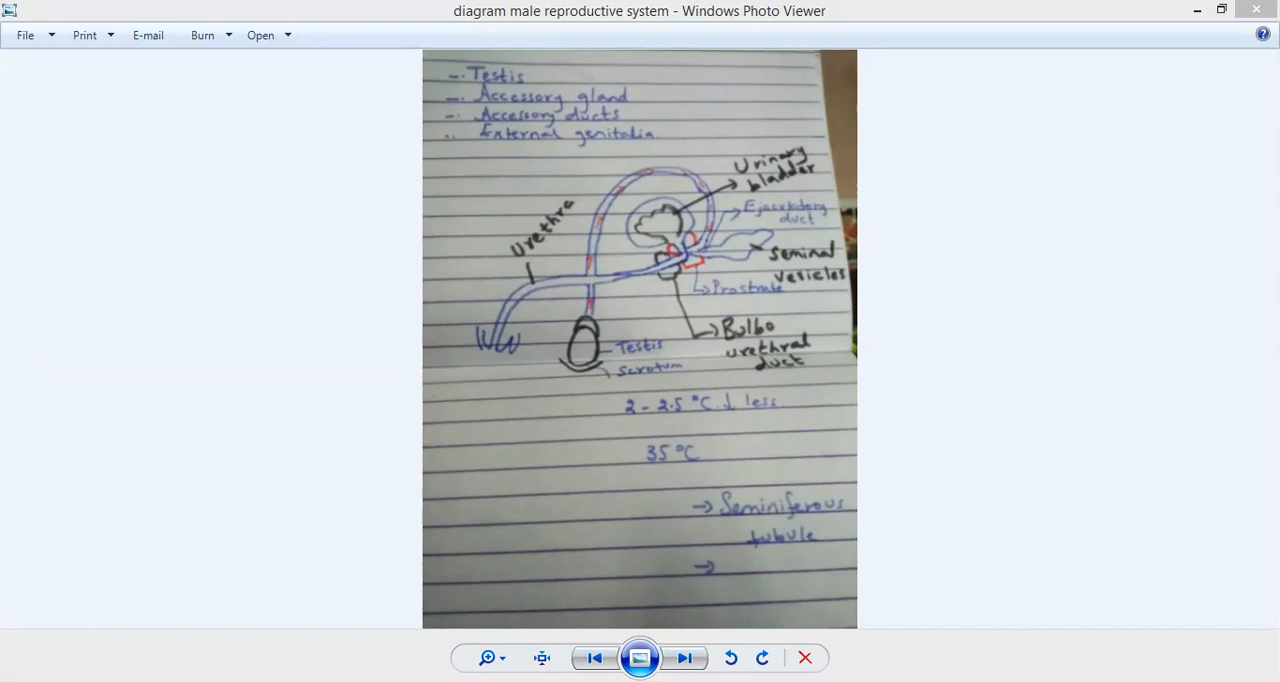 diagram male reproductive system - Windows Photo Viewer
File Print E-mail Burn Open
Testis
Accessory gland
Accessory ducts
External genitalia
Urinary
bladder
Urethra
Ejaculatory
duct
Seminal
vesicles
Prostrate
Bulbo
urethral
duct
Testis
Scrotum
2 - 2.5 °C ↓ less
35 °C
→ Seminiferous
tubule
→